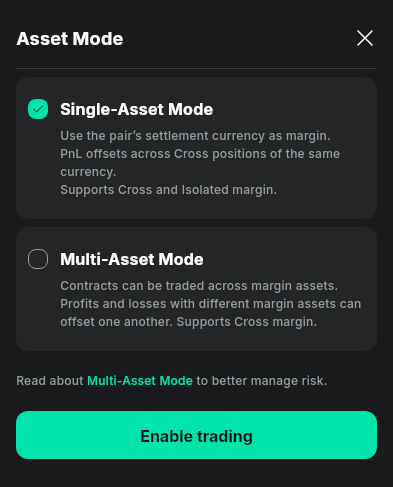 Asset Mode
Single-Asset Mode
Use the pair's settlement currency as margin.
PnL offsets across Cross positions of the same
currency.
Supports Cross and Isolated margin.
Multi-Asset Mode
Contracts can be traded across margin assets.
Profits and losses with different margin assets can
offset one another. Supports Cross margin.
Read about Multi-Asset Mode to better manage risk.
Enable trading